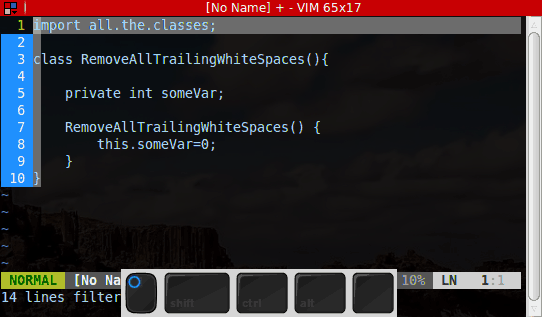 [No Name] + - VIM 65x17
1 import all.the.classes;
2
3 class RemoveAllTrailingWhiteSpaces(){
4
5     private int someVar;
6
7     RemoveAllTrailingWhiteSpaces() {
8         this.someVar=0;
9     }
10 }
~
~
~
~
~
NORMAL [No Na 10% LN 1:1
14 lines filter
shift ctrl alt